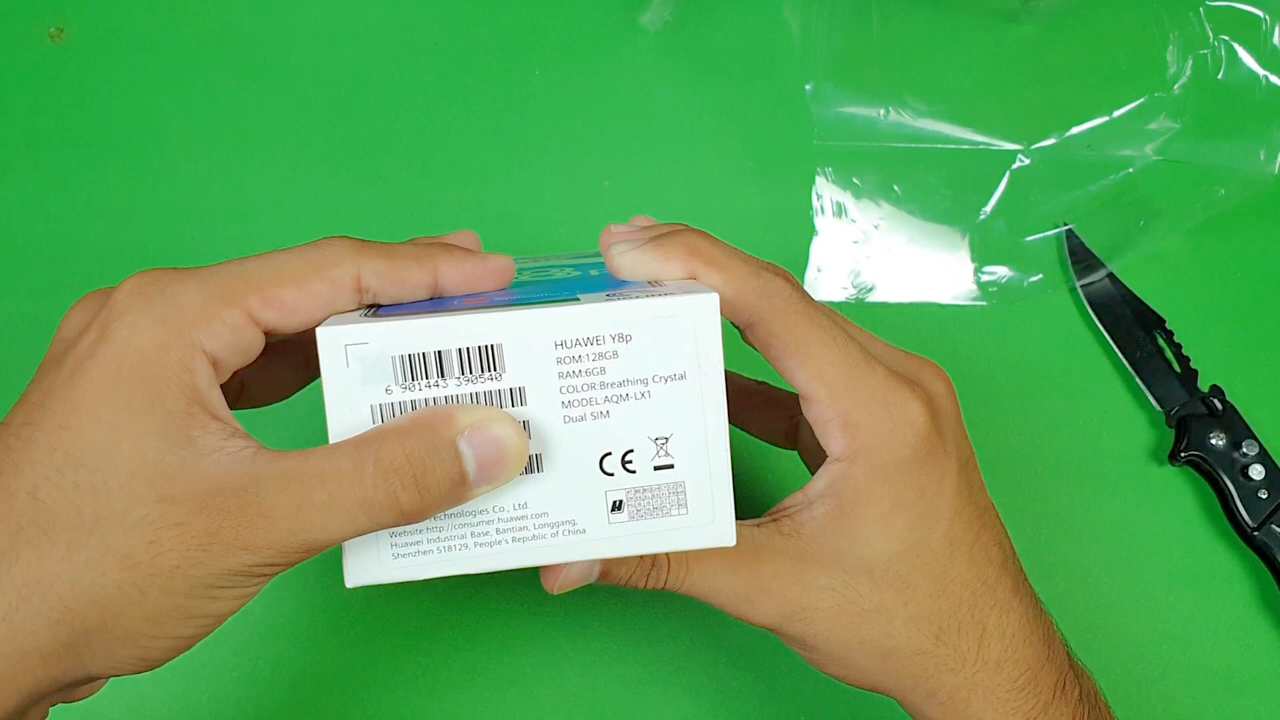 6 901443 390540
HUAWEI Y8p
ROM:128GB
RAM:6GB
COLOR:Breathing Crystal
MODEL:AQM-LX1
Dual SIM
CE
Technologies Co., Ltd.
Website:http://consumer.huawei.com
Huawei Industrial Base, Bantian, Longgang,
Shenzhen 518129, People's Republic of China